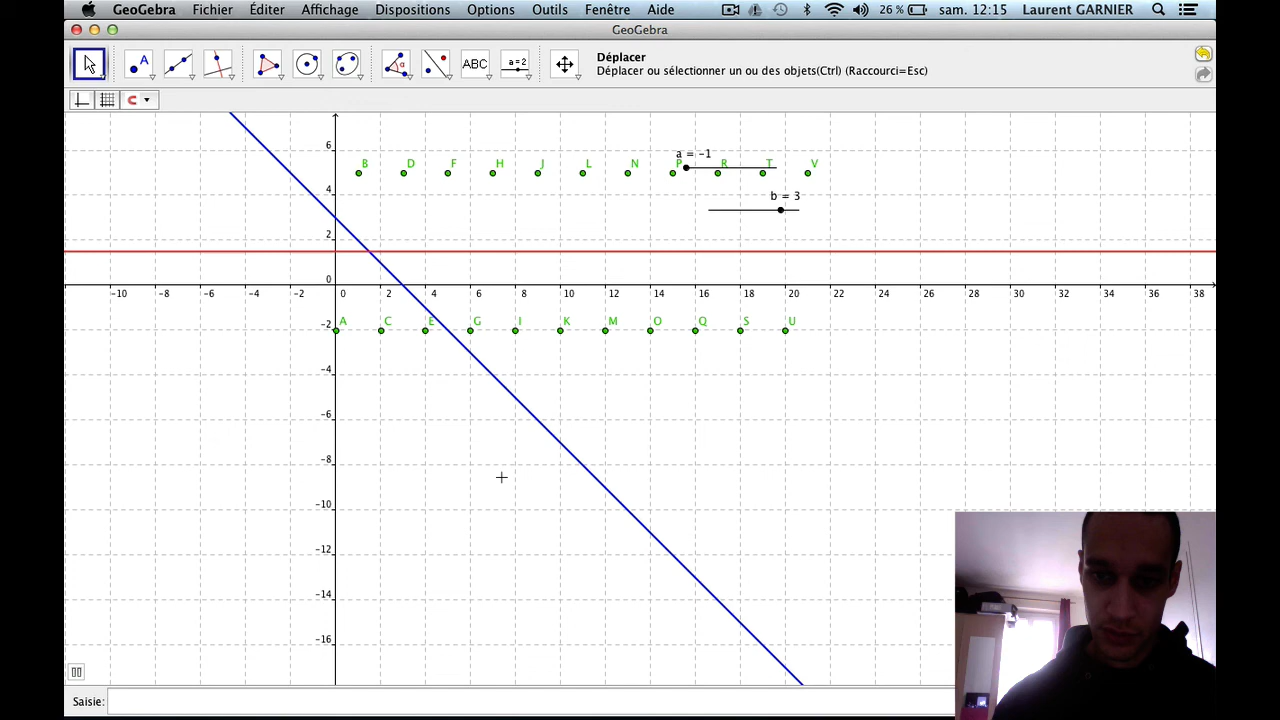 GeoGebra Fichier Éditer Affichage Dispositions Options Outils Fenêtre Aide 26 % sam. 12:15 Laurent GARNIER
GeoGebra
A ABC a=2 α Déplacer
Déplacer ou sélectionner un ou des objets(Ctrl) (Raccourci=Esc)
6
a = −1
B D F H J L N P R T V
4
b = 3
2
0
−10 −8 −6 −4 −2 0 2 4 6 8 10 12 14 16 18 20 22 24 26 28 30 32 34 36 38
−2 A C E G I K M O Q S U
−4
−6
−8
−10
−12
−14
−16
Saisie: